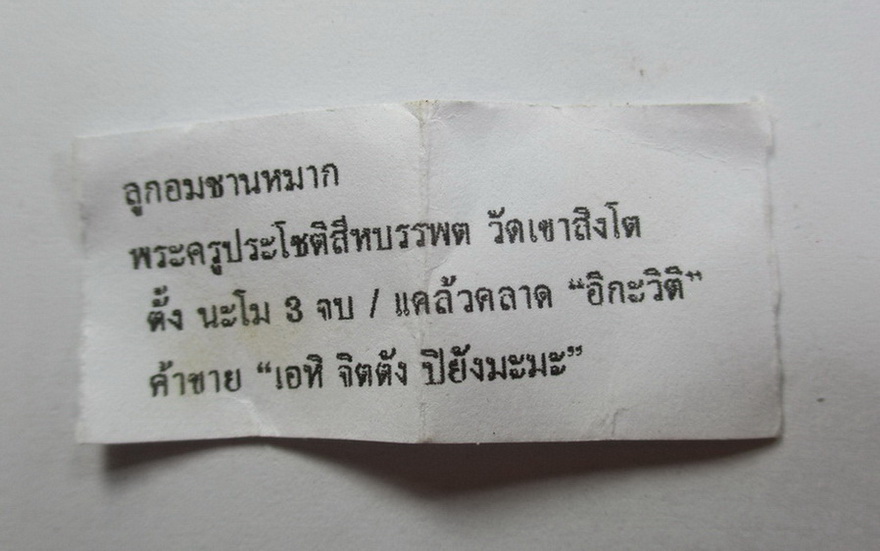 ลูกอมชานหมาก
พระครูประโชติสีหบรรพต วัดเขาสิงโต
ตั้ง นะโม 3 จบ / แคล้วคลาด “อิกะวิติ”
ค้าขาย “เอหิ จิตตัง ปิยังมะมะ”